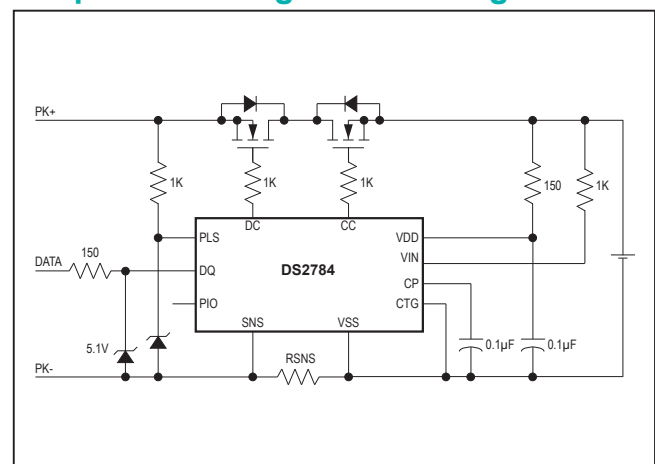 PK+
1K
1K
1K
150
1K
DC
CC
PLS
VDD
DATA
150
DQ
DS2784
VIN
CP
PIO
CTG
SNS
VSS
5.1V
0.1µF
0.1µF
RSNS
PK-